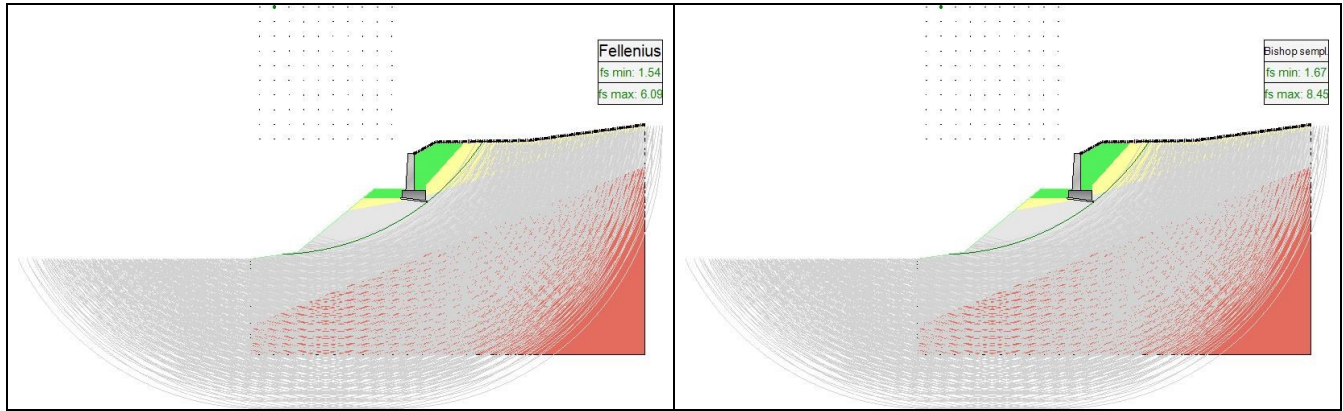 Fellenius
fs min: 1.54
fs max: 6.09
Bishop sempl.
fs min: 1.67
fs max: 8.45